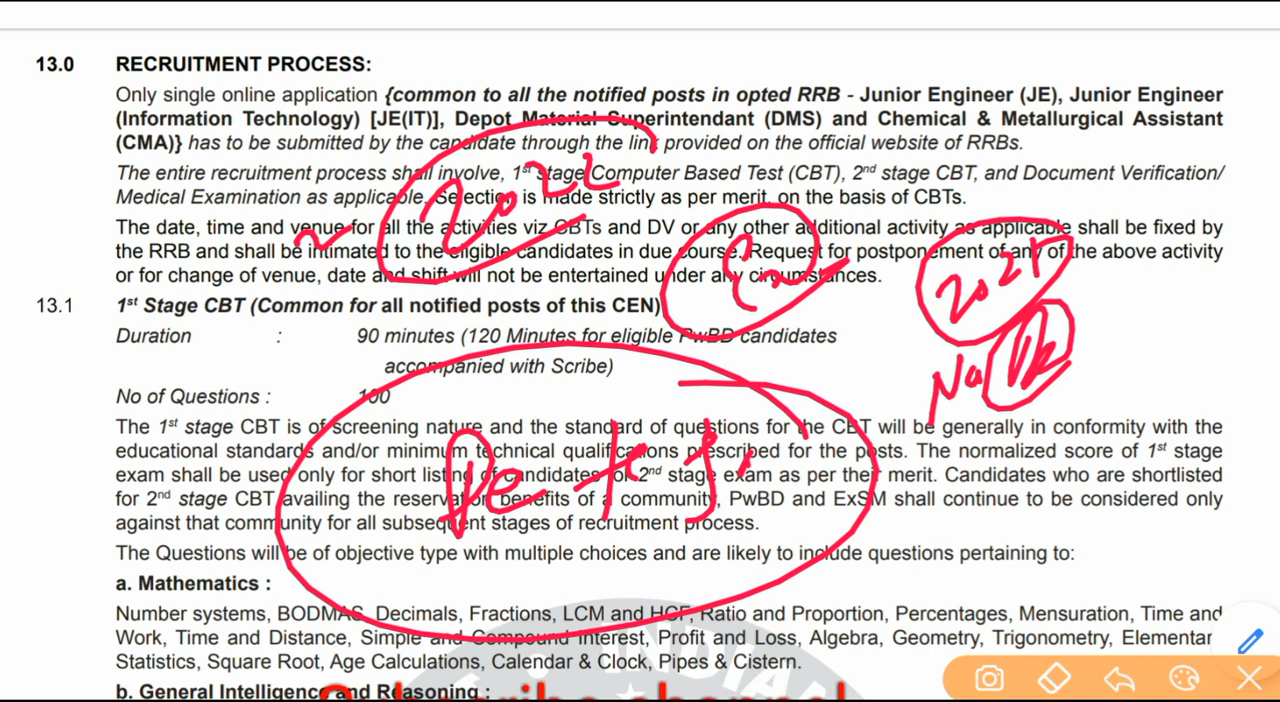 13.0 RECRUITMENT PROCESS:
Only single online application {common to all the notified posts in opted RRB - Junior Engineer (JE), Junior Engineer
(Information Technology) [JE(IT)], Depot Material Superintendent (DMS) and Chemical & Metallurgical Assistant
(CMA)} has to be submitted by the candidate through the link provided on the official website of RRBs.
The entire recruitment process shall involve, 1st stage Computer Based Test (CBT), 2nd stage CBT, and Document Verification/
Medical Examination as applicable. Selection is made strictly as per merit, on the basis of CBTs.
2022
The date, time and venue for all the activities viz CBTs and DV or any other additional activity as applicable shall be fixed by
the RRB and shall be intimated to the eligible candidates in due course. Request for postponement of any of the above activity
or for change of venue, date and shift will not be entertained under any circumstances.
2021
13.1 1st Stage CBT (Common for all notified posts of this CEN)
Duration : 90 minutes (120 Minutes for eligible PwBD candidates
accompanied with Scribe)
No of Questions : 100
The 1st stage CBT is of screening nature and the standard of questions for the CBT will be generally in conformity with the
educational standards and/or minimum technical qualifications prescribed for the posts. The normalized score of 1st stage
exam shall be used only for short listing of candidates for 2nd stage exam as per their merit. Candidates who are shortlisted
for 2nd stage CBT availing the reservation benefits of a community, PwBD and ExSM shall continue to be considered only
against that community for all subsequent stages of recruitment process.
The Questions will be of objective type with multiple choices and are likely to include questions pertaining to:
a. Mathematics :
Number systems, BODMAS, Decimals, Fractions, LCM and HCF, Ratio and Proportion, Percentages, Mensuration, Time and
Work, Time and Distance, Simple and Compound Interest, Profit and Loss, Algebra, Geometry, Trigonometry, Elementar
Statistics, Square Root, Age Calculations, Calendar & Clock, Pipes & Cistern.
INDIAN
b. General Intelligence and Reasoning :
Subscribe channel